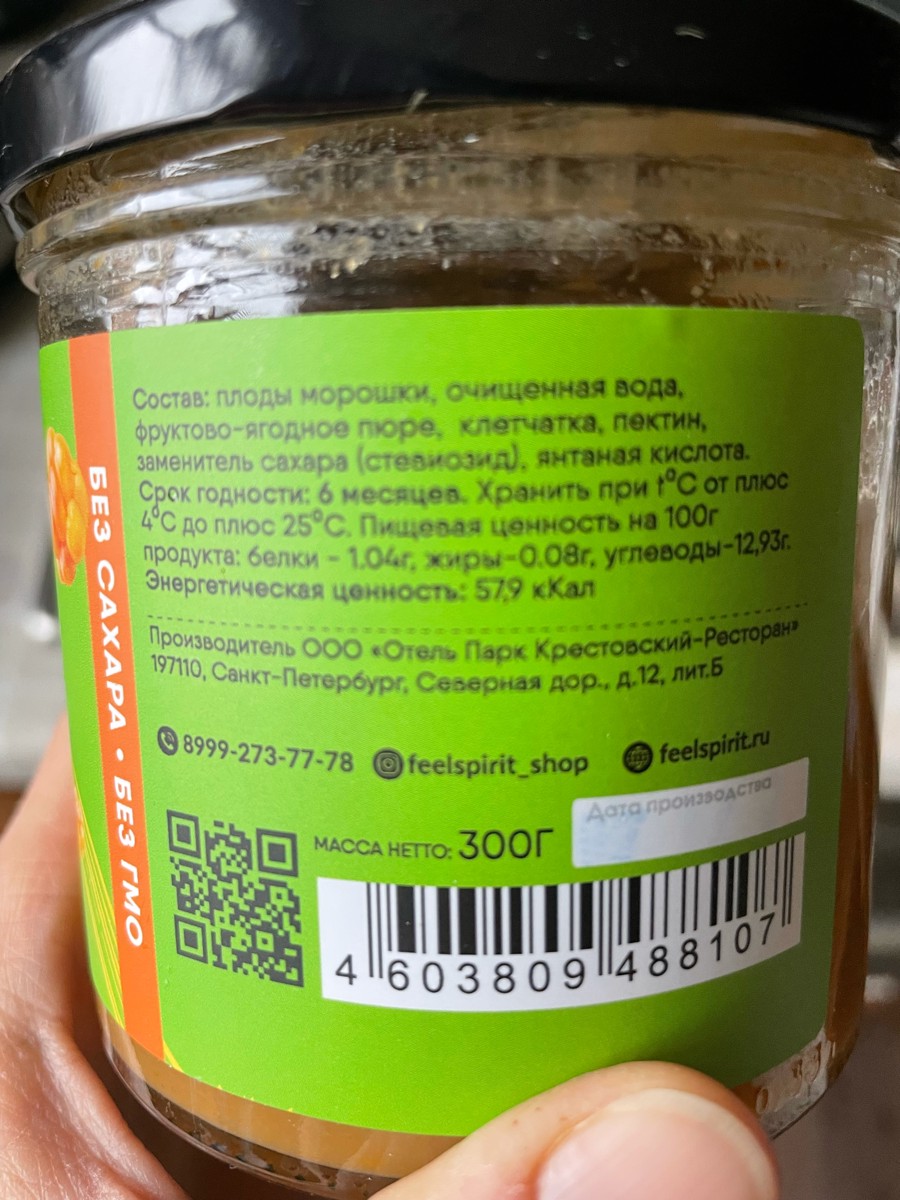 Состав: плоды морошки, очищенная вода,
фруктово-ягодное пюре, клетчатка, пектин,
заменитель сахара (стевиозид), янтаная кислота.
Срок годности: 6 месяцев. Хранить при t°C от плюс
4°C до плюс 25°C. Пищевая ценность на 100г
продукта: белки - 1.04г, жиры-0.08г, углеводы-12,93г.
Энергетическая ценность: 57,9 кКал
Производитель ООО «Отель Парк Крестовский-Ресторан»
197110, Санкт-Петербург, Северная дор., д.12, лит.Б
8999-273-77-78 feelspirit_shop feelspirit.ru
Дата производства
МАССА НЕТТО: 300Г
4 603809 488107
БЕЗ САХАРА • БЕЗ ГМО